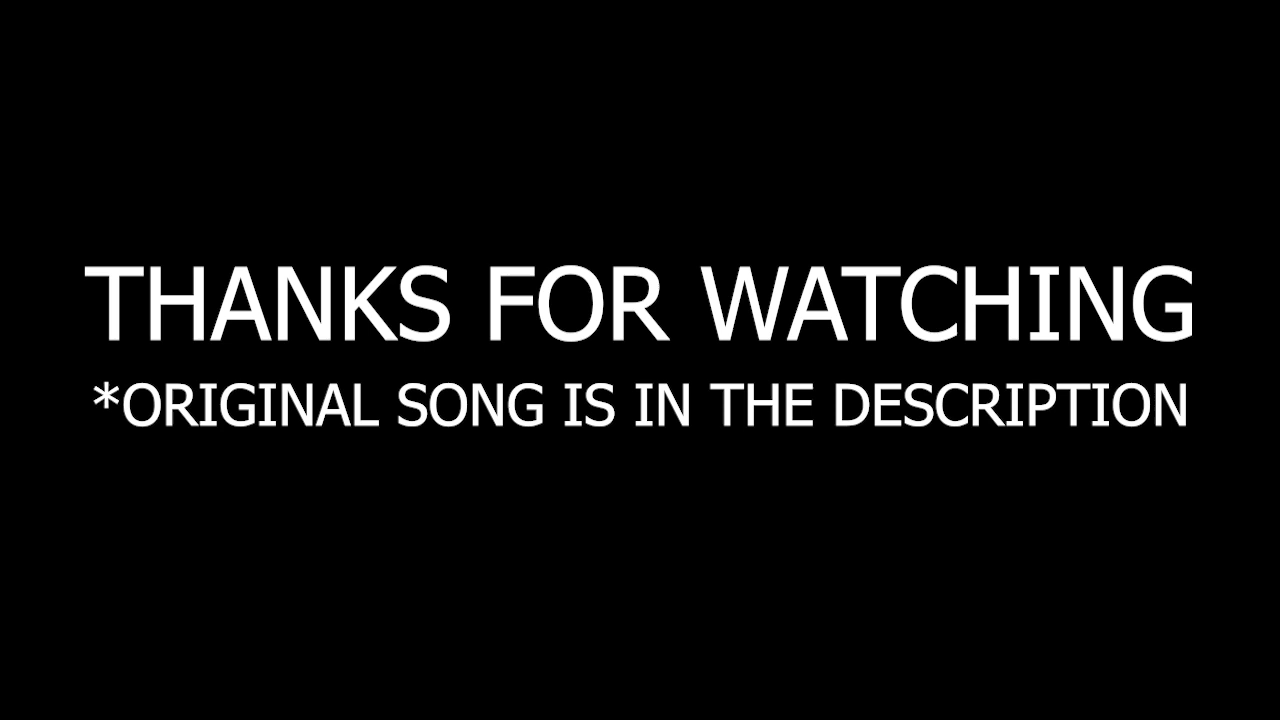 THANKS FOR WATCHING
*ORIGINAL SONG IS IN THE DESCRIPTION